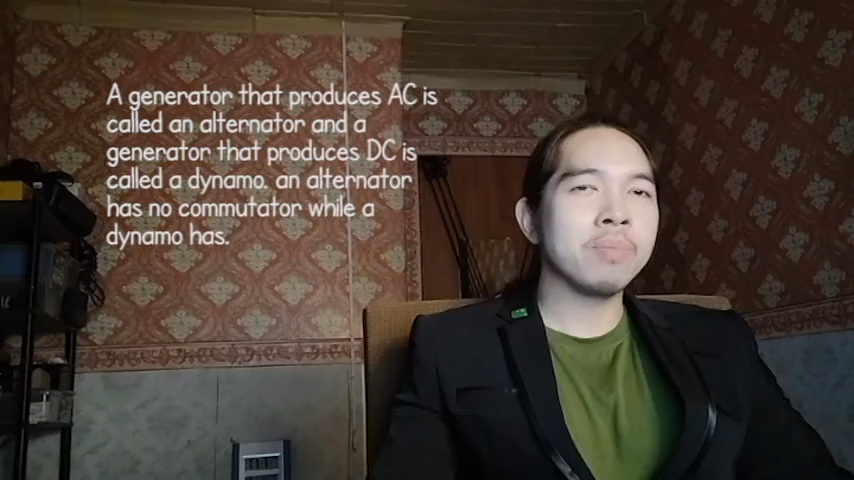 A generator that produces AC is
called an alternator and a
generator that produces DC is
called a dynamo. an alternator
has no commutator while a
dynamo has.